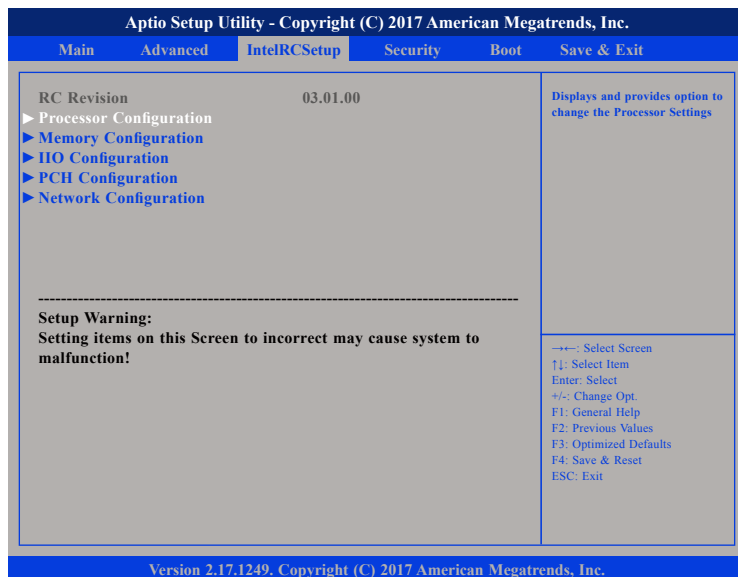 Aptio Setup Utility - Copyright (C) 2017 American Megatrends, Inc.
Main Advanced IntelRCSetup Security Boot Save & Exit
RC Revision 03.01.00
▶ Processor Configuration
▶ Memory Configuration
▶ IIO Configuration
▶ PCH Configuration
▶ Network Configuration
--------------------------------------------------------------------------------------
Setup Warning:
Setting items on this Screen to incorrect may cause system to
malfunction!
Displays and provides option to
change the Processor Settings
→←: Select Screen
↑↓: Select Item
Enter: Select
+/-: Change Opt.
F1: General Help
F2: Previous Values
F3: Optimized Defaults
F4: Save & Reset
ESC: Exit
Version 2.17.1249. Copyright (C) 2017 American Megatrends, Inc.